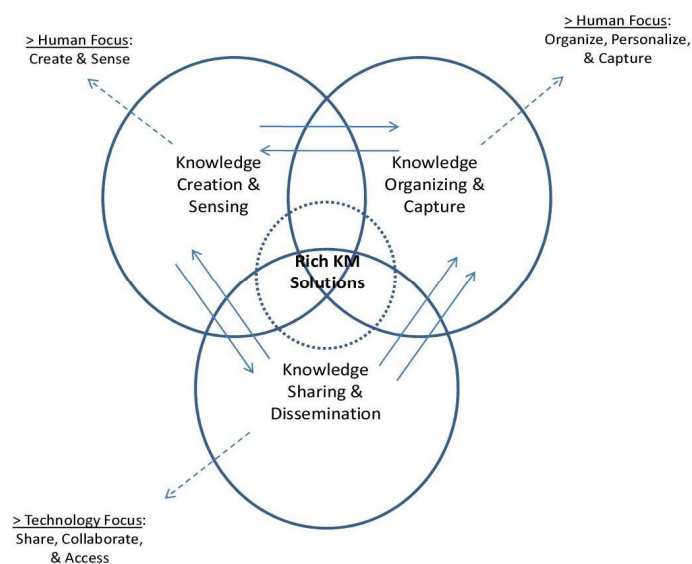 > Human Focus:
Create & Sense
> Human Focus:
Organize, Personalize,
& Capture
Knowledge
Creation &
Sensing
Knowledge
Organizing &
Capture
Rich KM
Solutions
Knowledge
Sharing &
Dissemination
> Technology Focus:
Share, Collaborate,
& Access